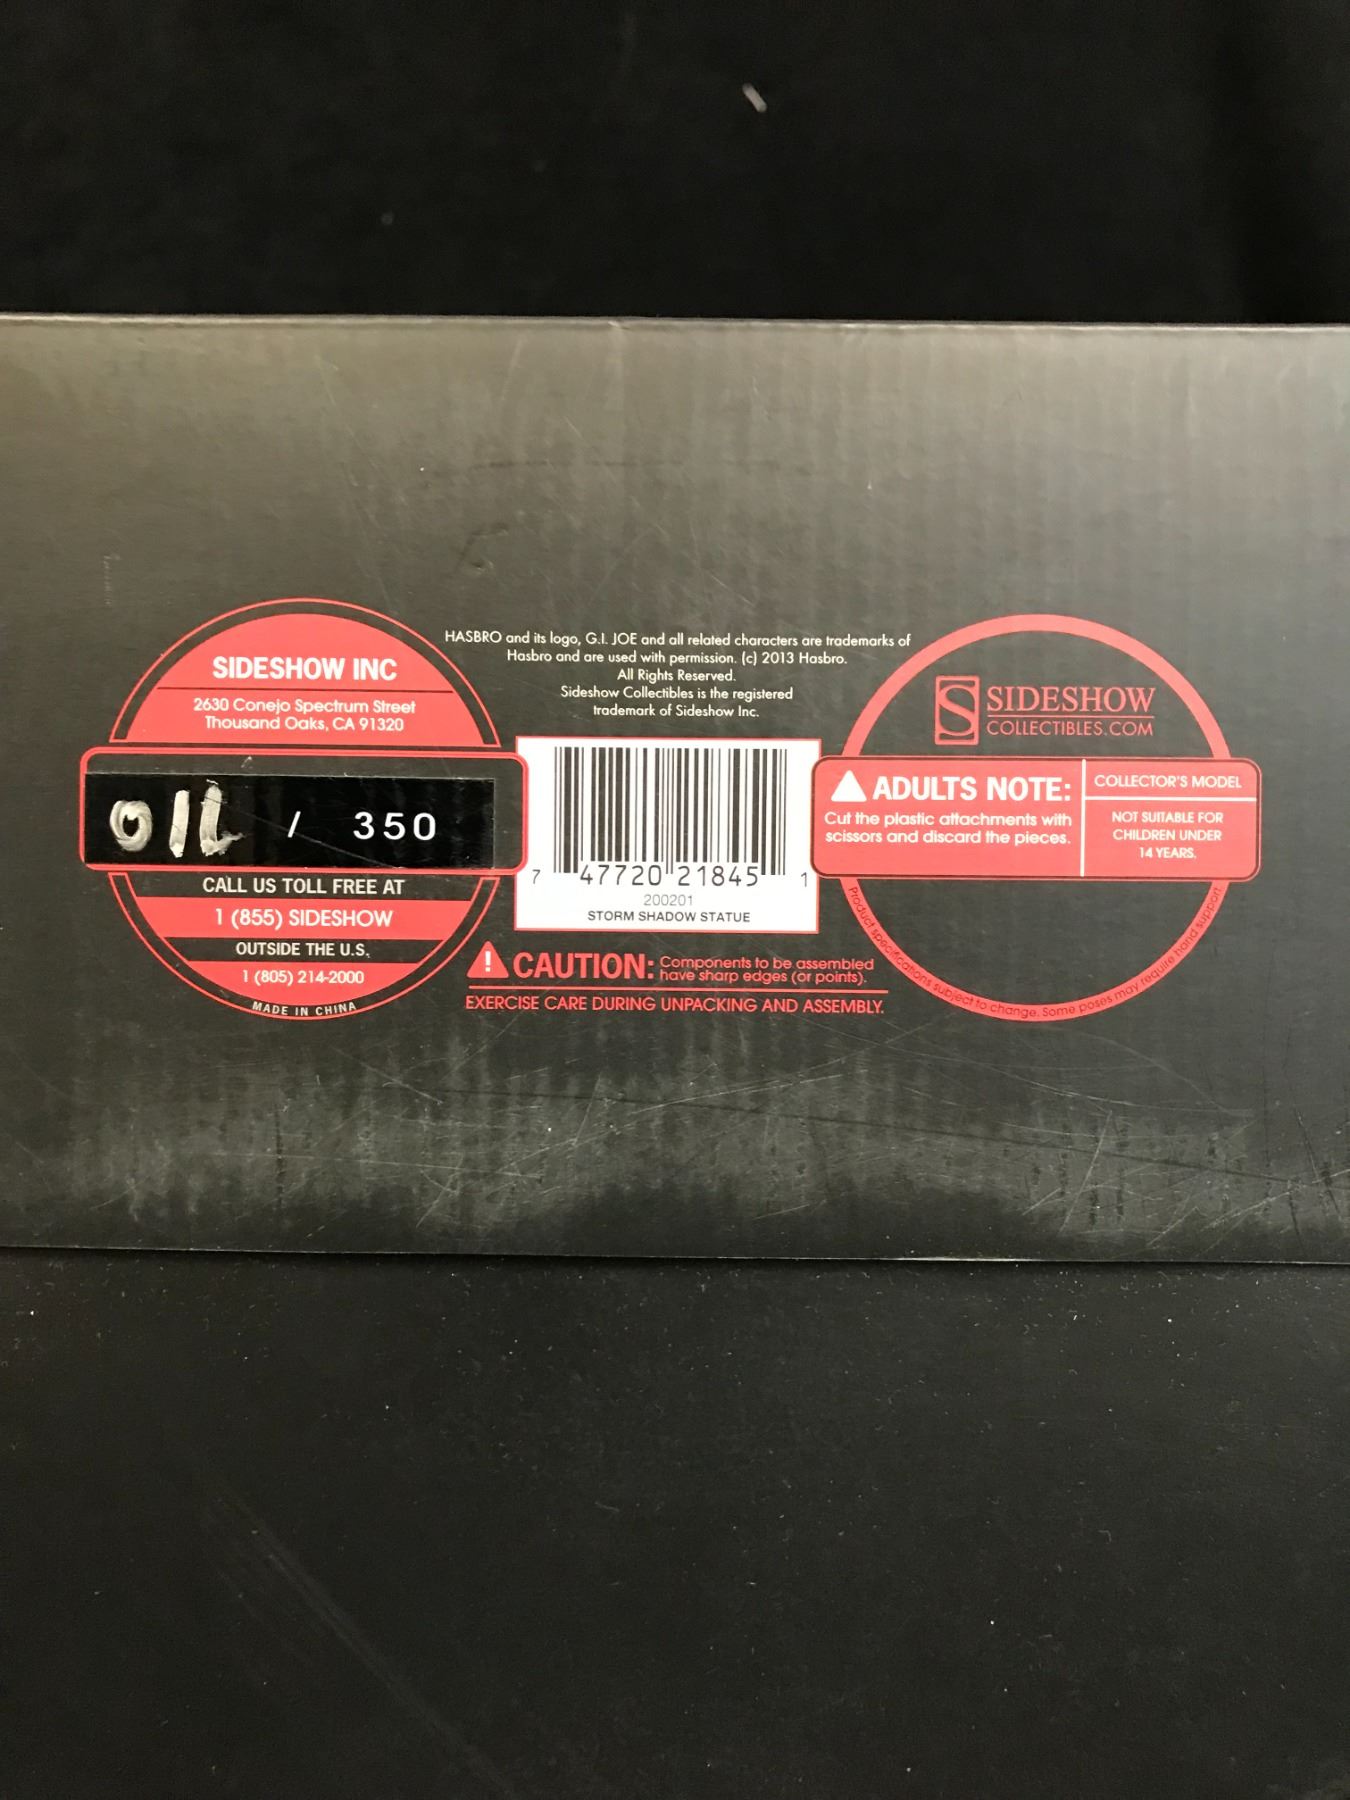 SIDESHOW INC
2630 Conejo Spectrum Street
Thousand Oaks, CA 91320
/ 350
CALL US TOLL FREE AT
1 (855) SIDESHOW
OUTSIDE THE U.S.
1 (805) 214-2000
MADE IN CHINA
HASBRO and its logo, G.I. JOE and all related characters are trademarks of
Hasbro and are used with permission. (c) 2013 Hasbro.
All Rights Reserved.
Sideshow Collectibles is the registered
trademark of Sideshow Inc.
7 47720 21845 1
200201
STORM SHADOW STATUE
CAUTION: Components to be assembled
have sharp edges (or points).
EXERCISE CARE DURING UNPACKING AND ASSEMBLY.
S SIDESHOW
COLLECTIBLES.COM
ADULTS NOTE:
Cut the plastic attachments with
scissors and discard the pieces.
COLLECTOR'S MODEL
NOT SUITABLE FOR
CHILDREN UNDER
14 YEARS.
Product specifications subject to change. Some poses may require hand support.